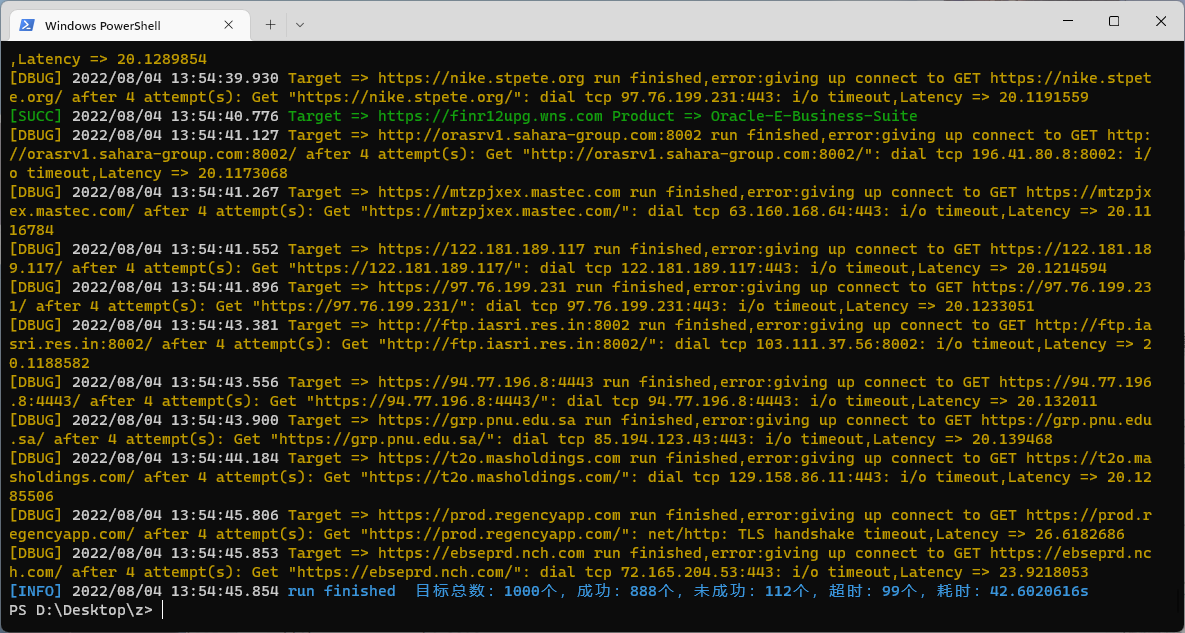 Windows PowerShell
,Latency => 20.1289854
[DBUG] 2022/08/04 13:54:39.930 Target => https://nike.stpete.org run finished,error:giving up connect to GET https://nike.stpet
e.org/ after 4 attempt(s): Get "https://nike.stpete.org/": dial tcp 97.76.199.231:443: i/o timeout,Latency => 20.1191559
[SUCC] 2022/08/04 13:54:40.776 Target => https://finr12upg.wns.com Product => Oracle-E-Business-Suite
[DBUG] 2022/08/04 13:54:41.127 Target => http://orasrv1.sahara-group.com:8002 run finished,error:giving up connect to GET http:
//orasrv1.sahara-group.com:8002/ after 4 attempt(s): Get "http://orasrv1.sahara-group.com:8002/": dial tcp 196.41.80.8:8002: i/
o timeout,Latency => 20.1173068
[DBUG] 2022/08/04 13:54:41.267 Target => https://mtzpjxex.mastec.com run finished,error:giving up connect to GET https://mtzpjx
ex.mastec.com/ after 4 attempt(s): Get "https://mtzpjxex.mastec.com/": dial tcp 63.160.168.64:443: i/o timeout,Latency => 20.11
16784
[DBUG] 2022/08/04 13:54:41.552 Target => https://122.181.189.117 run finished,error:giving up connect to GET https://122.181.18
9.117/ after 4 attempt(s): Get "https://122.181.189.117/": dial tcp 122.181.189.117:443: i/o timeout,Latency => 20.1214594
[DBUG] 2022/08/04 13:54:41.896 Target => https://97.76.199.231 run finished,error:giving up connect to GET https://97.76.199.23
1/ after 4 attempt(s): Get "https://97.76.199.231/": dial tcp 97.76.199.231:443: i/o timeout,Latency => 20.1233051
[DBUG] 2022/08/04 13:54:43.381 Target => http://ftp.iasri.res.in:8002 run finished,error:giving up connect to GET http://ftp.ia
sri.res.in:8002/ after 4 attempt(s): Get "http://ftp.iasri.res.in:8002/": dial tcp 103.111.37.56:8002: i/o timeout,Latency => 2
0.1188582
[DBUG] 2022/08/04 13:54:43.556 Target => https://94.77.196.8:4443 run finished,error:giving up connect to GET https://94.77.196
.8:4443/ after 4 attempt(s): Get "https://94.77.196.8:4443/": dial tcp 94.77.196.8:4443: i/o timeout,Latency => 20.132011
[DBUG] 2022/08/04 13:54:43.900 Target => https://grp.pnu.edu.sa run finished,error:giving up connect to GET https://grp.pnu.edu
.sa/ after 4 attempt(s): Get "https://grp.pnu.edu.sa/": dial tcp 85.194.123.43:443: i/o timeout,Latency => 20.139468
[DBUG] 2022/08/04 13:54:44.184 Target => https://t2o.masholdings.com run finished,error:giving up connect to GET https://t2o.ma
sholdings.com/ after 4 attempt(s): Get "https://t2o.masholdings.com/": dial tcp 129.158.86.11:443: i/o timeout,Latency => 20.12
85506
[DBUG] 2022/08/04 13:54:45.806 Target => https://prod.regencyapp.com run finished,error:giving up connect to GET https://prod.r
egencyapp.com/ after 4 attempt(s): Get "https://prod.regencyapp.com/": net/http: TLS handshake timeout,Latency => 26.6182686
[DBUG] 2022/08/04 13:54:45.853 Target => https://ebseprd.nch.com run finished,error:giving up connect to GET https://ebseprd.nc
h.com/ after 4 attempt(s): Get "https://ebseprd.nch.com/": dial tcp 72.165.204.53:443: i/o timeout,Latency => 23.9218053
[INFO] 2022/08/04 13:54:45.854 run finished  目标总数: 1000个, 成功: 888个, 未成功: 112个, 超时: 99个, 耗时: 42.6020616s
PS D:\Desktop\z>